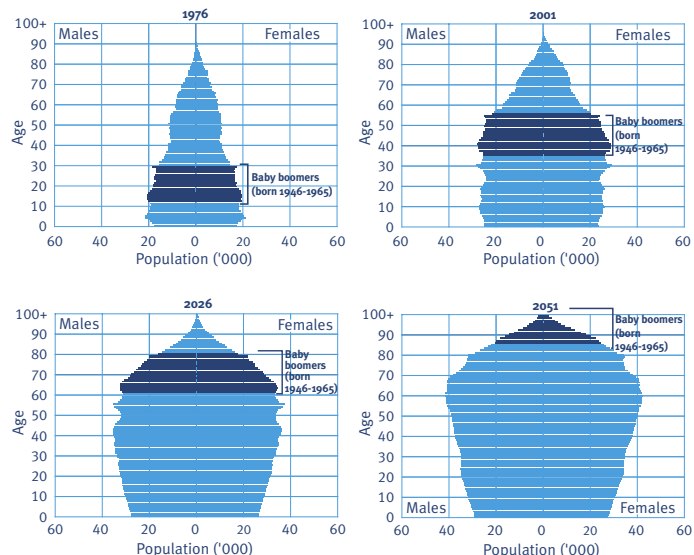 1976
Males
Females
100+
90
80
70
60
50
40
30
20
10
0
Age
Baby boomers
(born 1946-1965)
60 40 20 0 20 40 60
Population ('000)
2001
Males
Females
100+
90
80
70
60
50
40
30
20
10
0
Age
Baby boomers
(born
1946-1965)
60 40 20 0 20 40 60
Population ('000)
2026
Males
Females
100+
90
80
70
60
50
40
30
20
10
0
Age
Baby
boomers
(born
1946-1965)
60 40 20 0 20 40 60
Population ('000)
2051
100+
90
80
70
60
50
40
30
20
10
0
Age
Baby boomers
(born
1946-1965)
Males
Females
60 40 20 0 20 40 60
Population ('000)